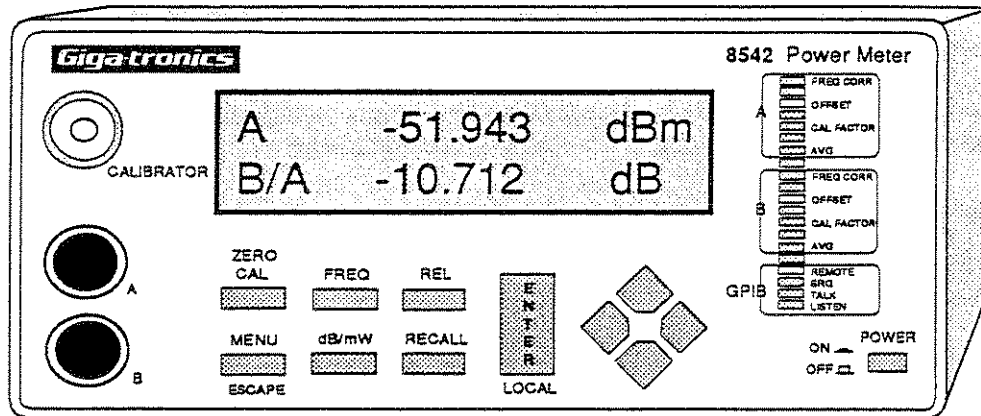 Giga-tronics
8542 Power Meter
CALIBRATOR
A -51.943 dBm
B/A -10.712 dB
A
FREQ CORR
OFFSET
CAL FACTOR
AVG
B
FREQ CORR
OFFSET
CAL FACTOR
AVG
GPIB
REMOTE
SRQ
TALK
LISTEN
A
B
ZERO
CAL
FREQ
REL
MENU
ESCAPE
dB/mW
RECALL
ENTER
LOCAL
POWER
ON
OFF